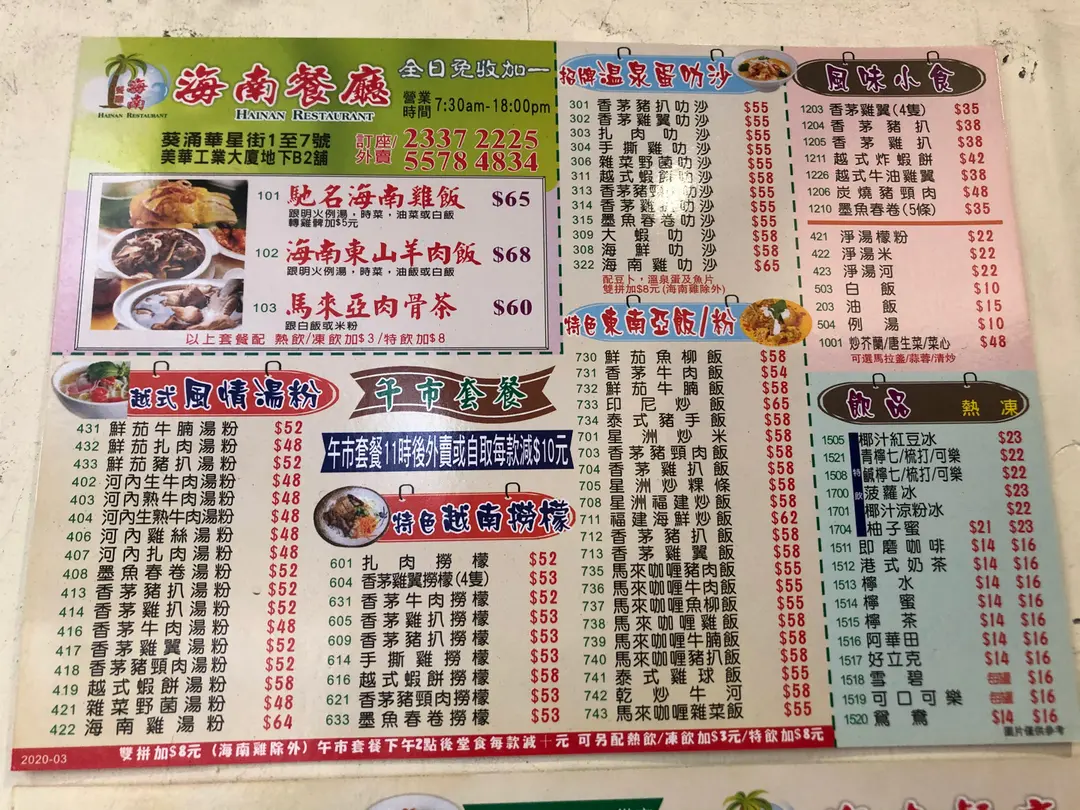 海南餐廳
HAINAN RESTAURANT
海南餐廳
HAINAN RESTAURANT
全日免收加一
營業時間 7:30am-18:00pm
葵涌華星街1至7號
美華工業大廈地下B2舖
訂座/外賣 2337 2225
5578 4834
101 馳名海南雞飯 $65
跟明火例湯,時菜,油菜或白飯
轉雞髀加$5元
102 海南東山羊肉飯 $68
跟明火例湯,時菜,油飯或白飯
103 馬來亞肉骨茶 $60
跟白飯或米粉
以上套餐配 熱飲/凍飲加$3/特飲加$8
越式風情湯粉
431 鮮茄牛腩湯粉 $52
432 鮮茄扎肉湯粉 $48
433 鮮茄豬扒湯粉 $52
402 河內生牛肉湯粉 $48
403 河內熟牛肉湯粉 $48
404 河內生熟牛肉湯粉 $48
406 河內雞絲湯粉 $48
407 河內扎肉湯粉 $48
408 墨魚春卷湯粉 $52
413 香茅豬扒湯粉 $52
414 香茅雞扒湯粉 $52
416 香茅牛肉湯粉 $48
417 香茅雞翼湯粉 $52
418 香茅豬頸肉湯粉 $52
419 越式蝦餅湯粉 $58
421 雜菜野菌湯粉 $48
422 海南雞湯粉 $64
午市套餐
午市套餐11時後外賣或自取每款減$10元
特色越南撈檬
601 扎肉撈檬 $52
604 香茅雞翼撈檬(4隻) $53
631 香茅牛肉撈檬 $52
605 香茅雞扒撈檬 $53
609 香茅豬扒撈檬 $53
614 手撕雞撈檬 $53
616 越式蝦餅撈檬 $58
621 香茅豬頸肉撈檬 $53
633 墨魚春卷撈檬 $53
招牌溫泉蛋叻沙
301 香茅豬扒叻沙 $55
302 香茅雞翼叻沙 $55
303 扎肉叻沙 $55
304 手撕雞叻沙 $55
306 雜菜野菌叻沙 $55
311 越式蝦餅叻沙 $58
313 香茅豬頸肉叻沙 $55
314 香茅雞扒叻沙 $55
315 墨魚春卷叻沙 $55
309 大蝦叻沙 $58
308 海鮮叻沙 $58
322 海南雞叻沙 $65
配豆卜,溫泉蛋及魚片
雙拼加$8元(海南雞除外)
特色東南亞飯/粉
730 鮮茄魚柳飯 $58
731 香茅牛肉飯 $54
732 鮮茄牛腩飯 $58
733 印尼炒飯 $65
734 泰式豬手飯 $58
701 星洲炒米 $58
703 香茅豬頸肉飯 $58
704 香茅雞扒飯 $58
705 星洲炒粿條 $58
708 星洲福建炒飯 $58
711 福建海鮮炒飯 $62
712 香茅豬扒飯 $58
713 香茅雞翼飯 $58
735 馬來咖喱豬肉飯 $55
736 馬來咖喱牛肉飯 $55
737 馬來咖喱魚柳飯 $55
738 馬來咖喱雞飯 $58
739 馬來咖喱牛腩飯 $58
740 馬來咖喱豬扒飯 $58
741 泰式雞球飯 $55
742 乾炒牛河 $58
743 馬來咖喱雜菜飯 $55
風味小食
1203 香茅雞翼(4隻) $35
1204 香茅豬扒 $38
1205 香茅雞扒 $38
1211 越式炸蝦餅 $42
1226 越式牛油雞翼 $38
1206 炭燒豬頸肉 $48
1210 墨魚春卷(5條) $35
421 淨湯檬粉 $22
422 淨湯米 $22
423 淨湯河 $22
503 白飯 $10
203 油飯 $15
504 例湯 $10
1001 炒芥蘭/唐生菜/菜心 $48
可選馬拉盞/蒜蓉/清炒
飲品 熱 凍
特飲
1505 椰汁紅豆冰 $23
1521 青檸七/梳打/可樂 $22
1508 鹹檸七/梳打/可樂 $22
1700 菠蘿冰 $23
1701 椰汁涼粉冰 $22
1704 柚子蜜 $21 $23
1511 即磨咖啡 $14 $16
1512 港式奶茶 $14 $16
1513 檸水 $14 $16
1514 檸蜜 $14 $16
1515 檸茶 $14 $16
1516 阿華田 $14 $16
1517 好立克 $14 $16
1518 雪碧 每罐 $16
1519 可口可樂 每罐 $16
1520 鴛鴦 $14 $16
圖片僅供參考
2020-03
雙拼加$8元(海南雞除外)午市套餐下午2點後堂食每款減十元 可另配熱飲/凍飲加$3元/特飲加$8元